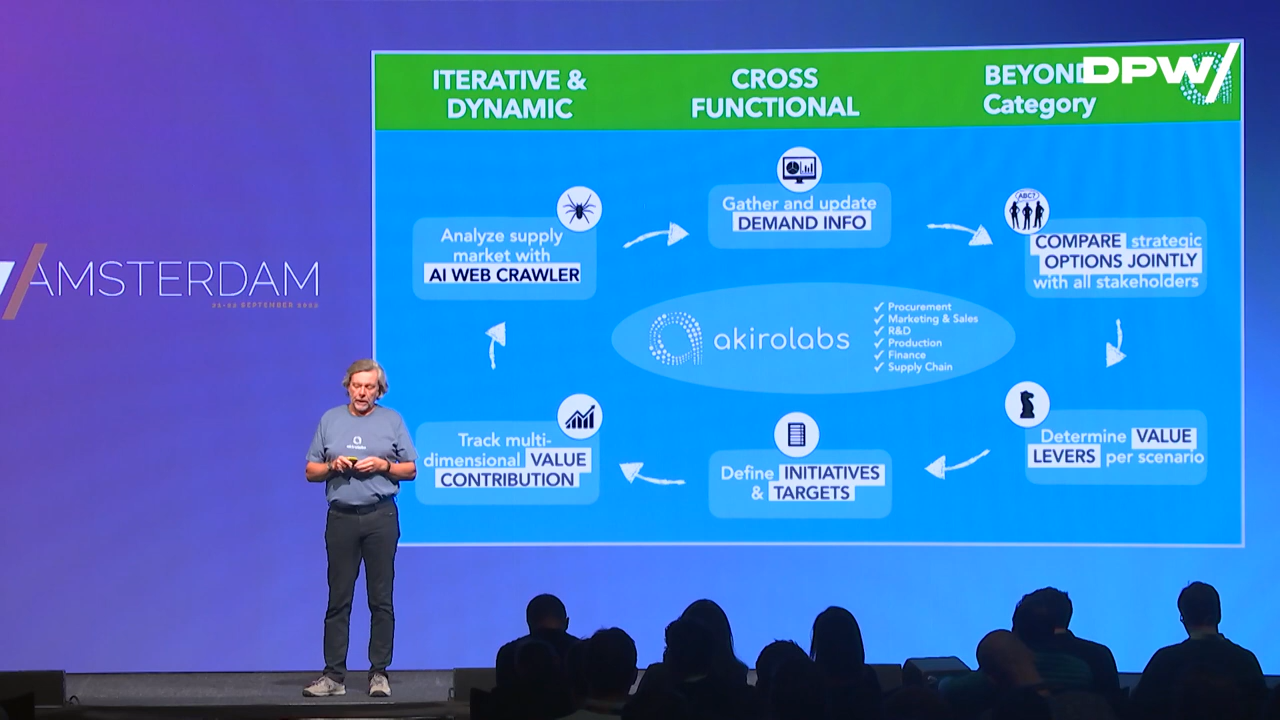 ITERATIVE &
DYNAMIC
CROSS
FUNCTIONAL
BEYOND
Category
DPW/
Analyze supply
market with
AI WEB CRAWLER
Gather and update
DEMAND INFO
ABC?
COMPARE strategic
OPTIONS JOINTLY
with all stakeholders
akirolabs
✓ Procurement
✓ Marketing & Sales
✓ R&D
✓ Production
✓ Finance
✓ Supply Chain
Track multi-
dimensional VALUE
CONTRIBUTION
Define INITIATIVES
& TARGETS
Determine VALUE
LEVERS per scenario
AMSTERDAM
akirolabs